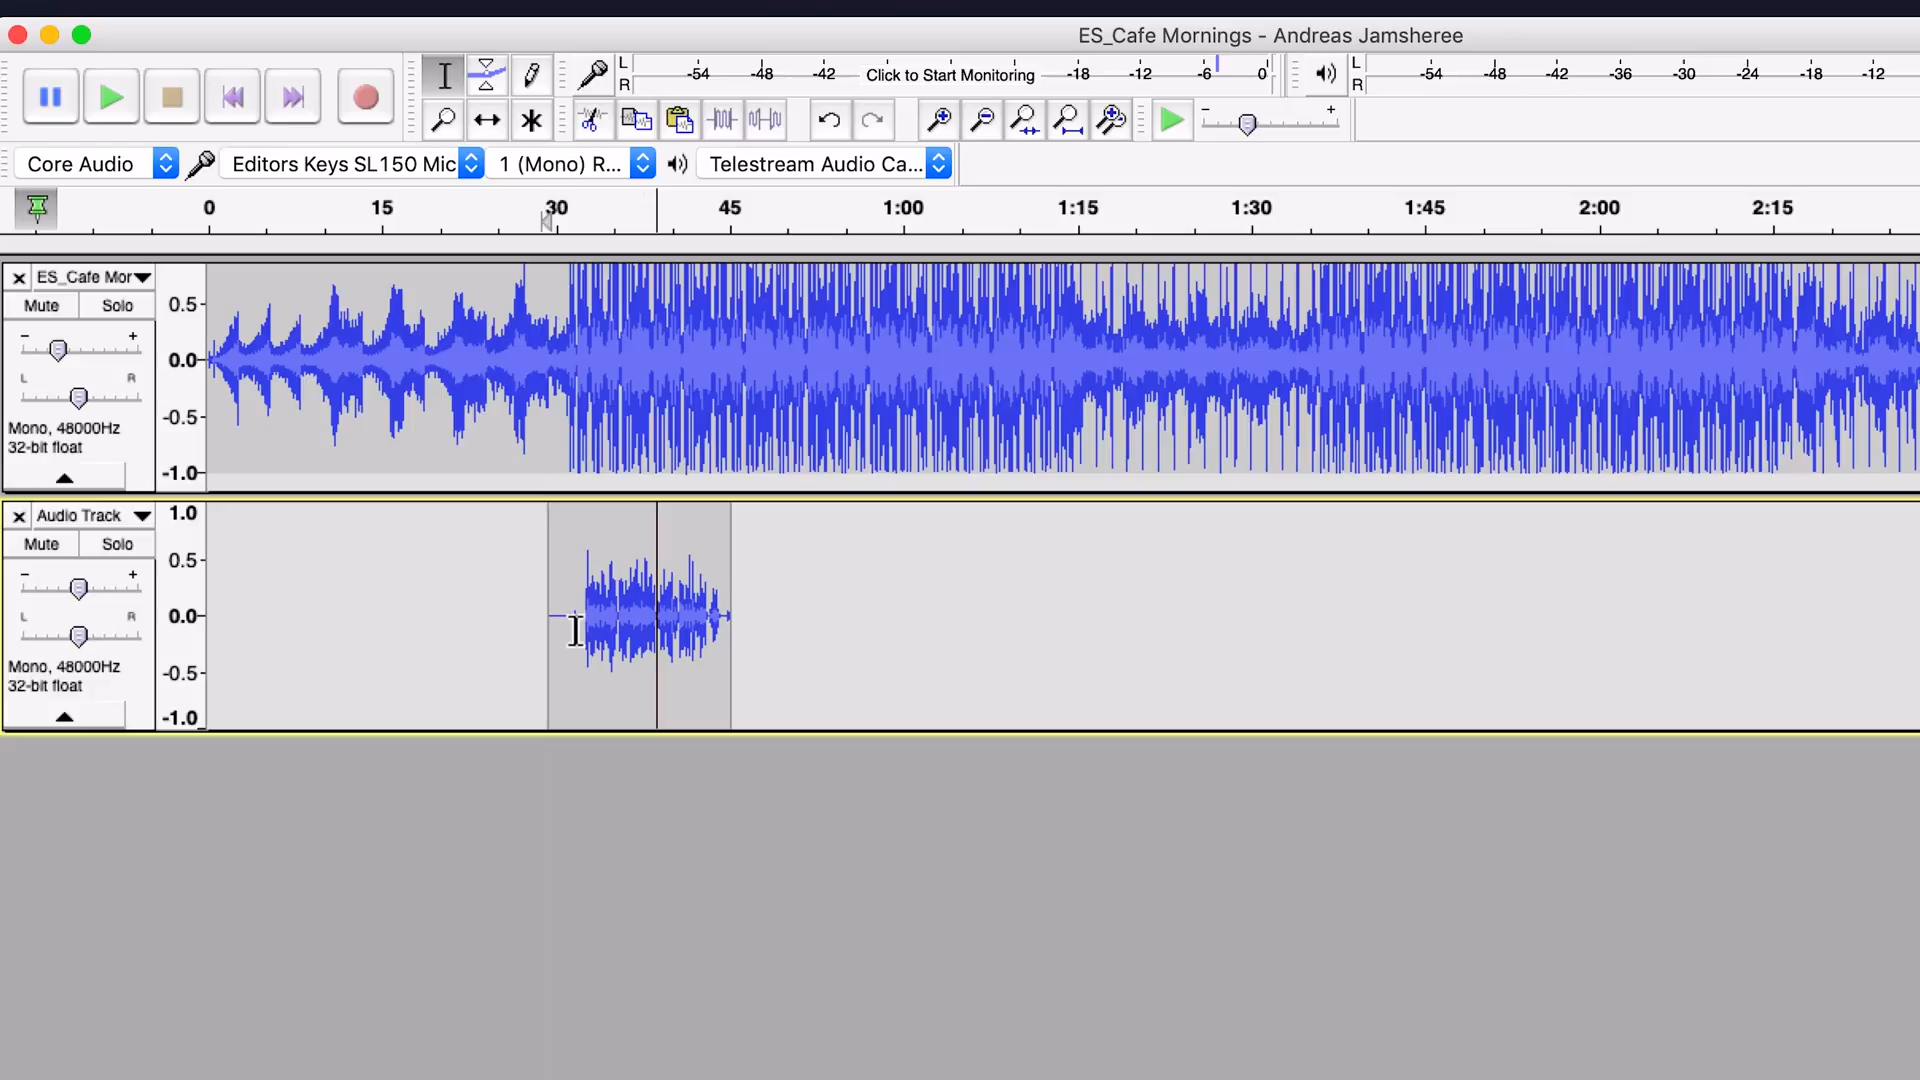 ES_Cafe Mornings - Andreas Jamsheree
L
R
-54 -48 -42 Click to Start Monitoring -18 -12 -6 0
L
R
-54 -48 -42 -36 -30 -24 -18 -12
- +
Core Audio Editors Keys SL150 Mic 1 (Mono) R... Telestream Audio Ca...
0 15 30 45 1:00 1:15 1:30 1:45 2:00 2:15
ES_Cafe Mor
Mute Solo
- +
L R
Mono, 48000Hz
32-bit float
0.5
0.0
-0.5
-1.0
Audio Track
Mute Solo
- +
L R
Mono, 48000Hz
32-bit float
1.0
0.5
0.0
-0.5
-1.0